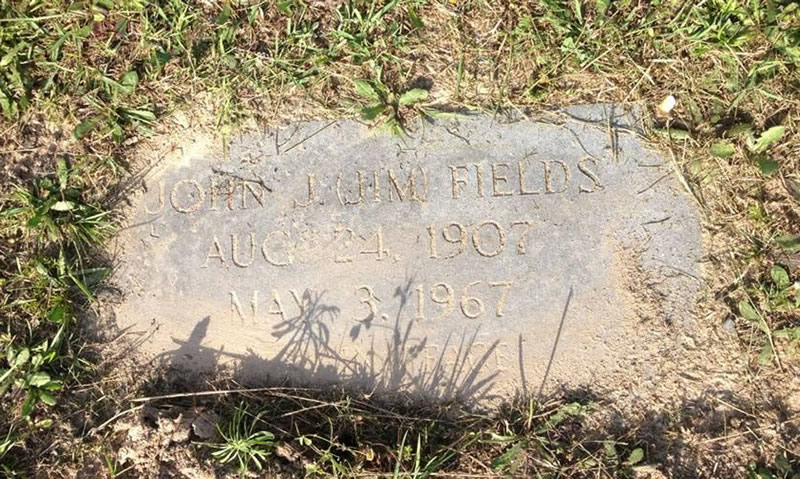 JOHN J. (JIM) FIELDS
AUG. 24, 1907
MAY 3, 1967